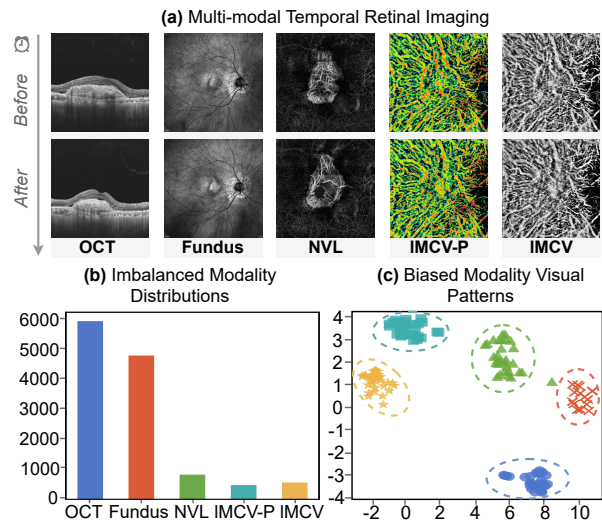 (a) Multi-modal Temporal Retinal Imaging
Before
After
OCT Fundus NVL IMCV-P IMCV
(b) Imbalanced Modality
Distributions
6000
5000
4000
3000
2000
1000
0
OCT Fundus NVL IMCV-P IMCV
(c) Biased Modality Visual
Patterns
4
3
2
1
0
-1
-2
-3
-4
-2 0 2 4 6 8 10